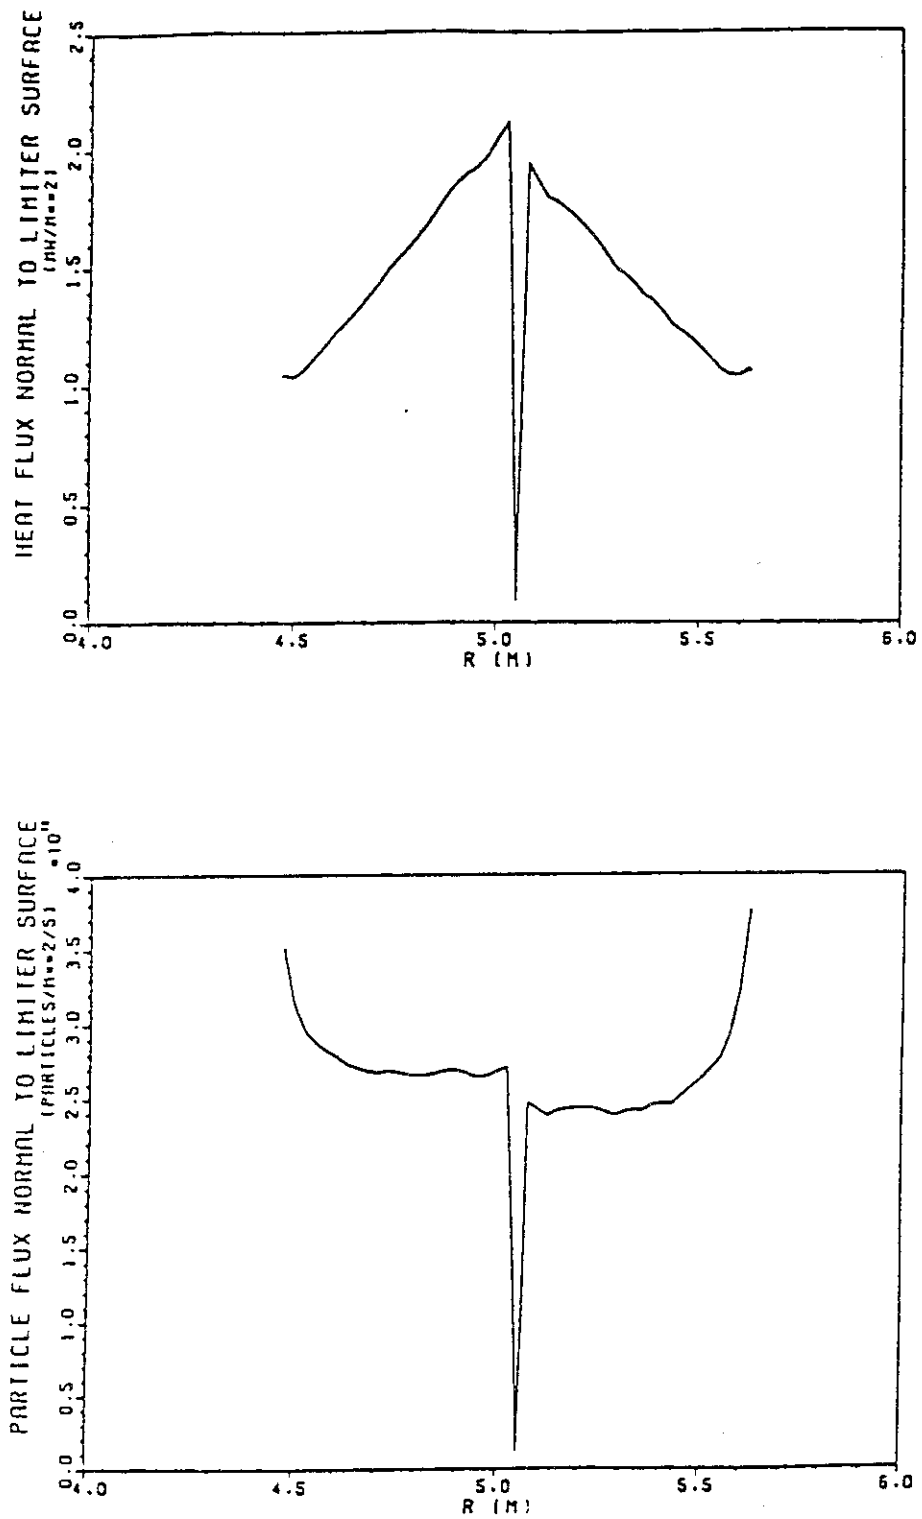 HEAT FLUX NORMAL TO LIMITER SURFACE
(MW/M**2)
2.5
2.0
1.5
1.0
0.5
0.0
4.0 4.5 5.0 5.5 6.0
R (M)
PARTICLE FLUX NORMAL TO LIMITER SURFACE
(PARTICLES/M**2/S)
4.0
3.5
3.0
2.5
2.0
1.5
1.0
0.5
0.0
4.0 4.5 5.0 5.5 6.0
R (M)